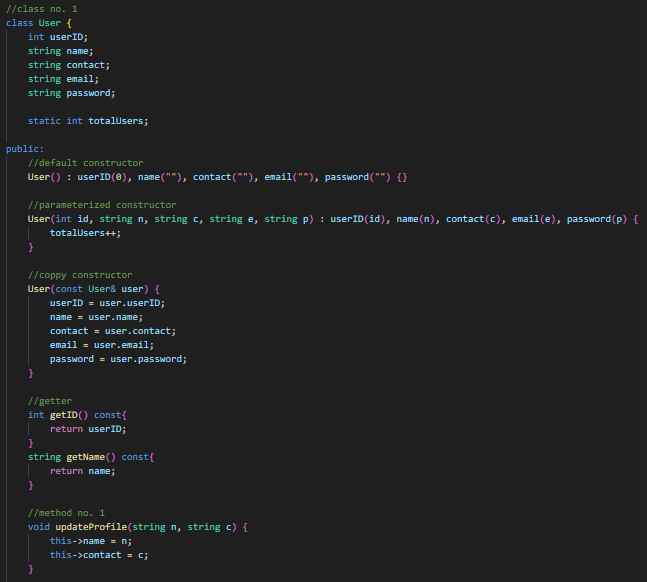 //class no. 1
class User {
int userID;
string name;
string contact;
string email;
string password;
static int totalUsers;
public:
//default constructor
User() : userID(0), name(""), contact(""), email(""), password("") {}
//parameterized constructor
User(int id, string n, string c, string e, string p) : userID(id), name(n), contact(c), email(e), password(p) {
totalUsers++;
}
//coppy constructor
User(const User& user) {
userID = user.userID;
name = user.name;
contact = user.contact;
email = user.email;
password = user.password;
}
//getter
int getID() const{
return userID;
}
string getName() const{
return name;
}
//method no. 1
void updateProfile(string n, string c) {
this->name = n;
this->contact = c;
}